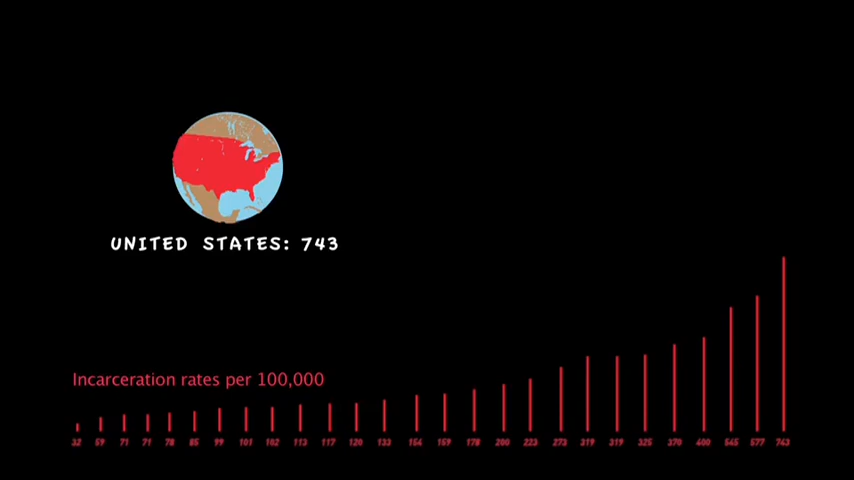 UNITED STATES: 743
Incarceration rates per 100,000
32 59 71 71 78 85 99 101 102 113 117 120 133 154 159 178 200 223 273 319 319 325 370 400 545 577 743